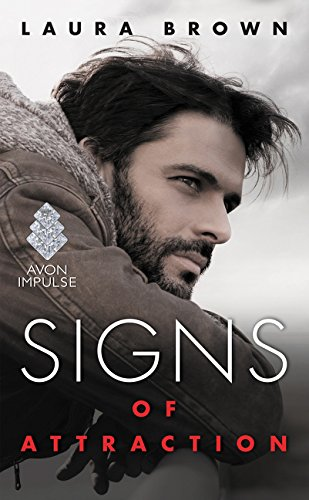 LAURA BROWN
AVON
IMPULSE
SIGNS
OF
ATTRACTION